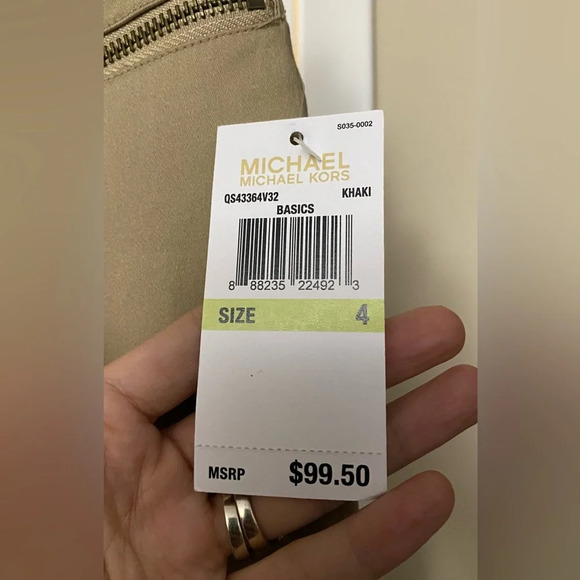 S035-0002
MICHAEL
MICHAEL KORS
QS43364V32 KHAKI
BASICS
8 88235 22492 3
SIZE 4
MSRP $99.50